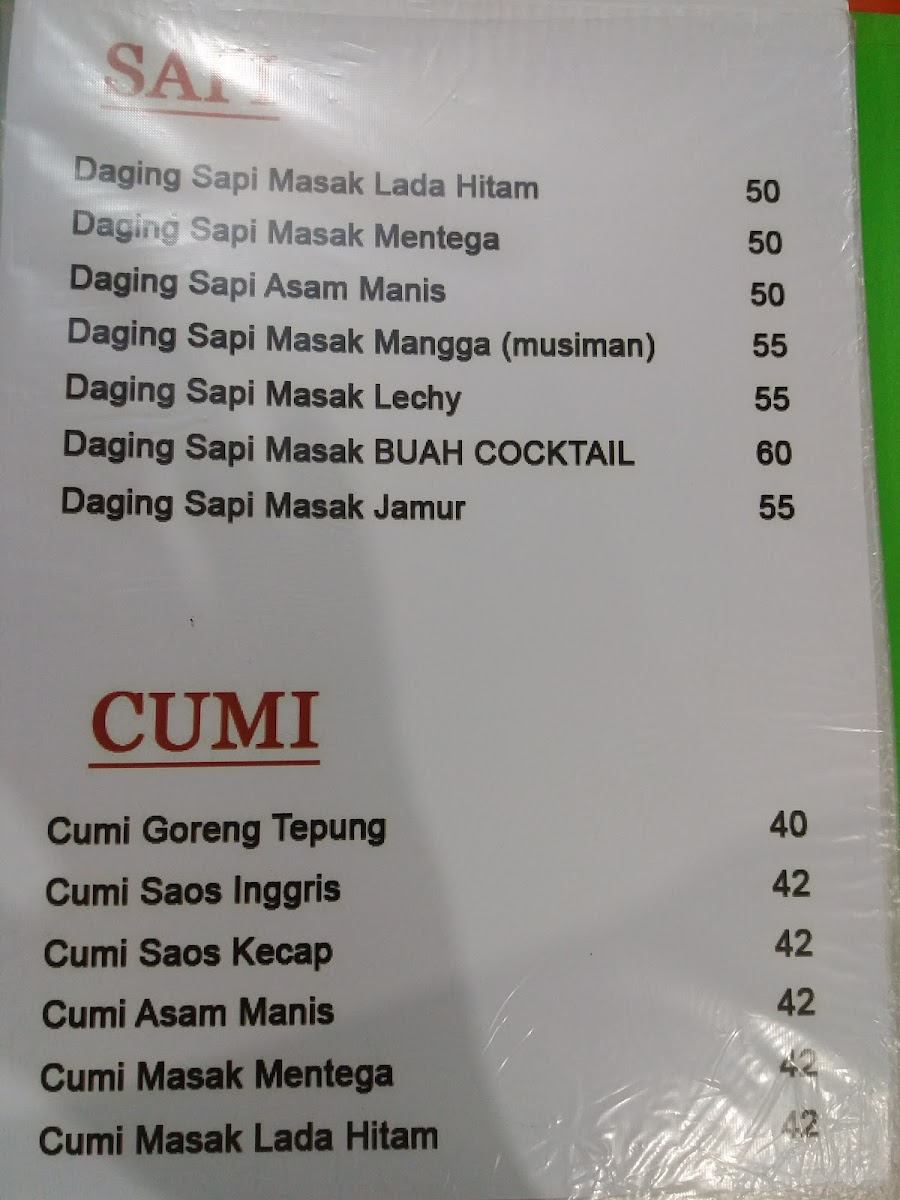 SAPI
Daging Sapi Masak Lada Hitam 50
Daging Sapi Masak Mentega 50
Daging Sapi Asam Manis 50
Daging Sapi Masak Mangga (musiman) 55
Daging Sapi Masak Lechy 55
Daging Sapi Masak BUAH COCKTAIL 60
Daging Sapi Masak Jamur 55
CUMI
Cumi Goreng Tepung 40
Cumi Saos Inggris 42
Cumi Saos Kecap 42
Cumi Asam Manis 42
Cumi Masak Mentega 42
Cumi Masak Lada Hitam 42